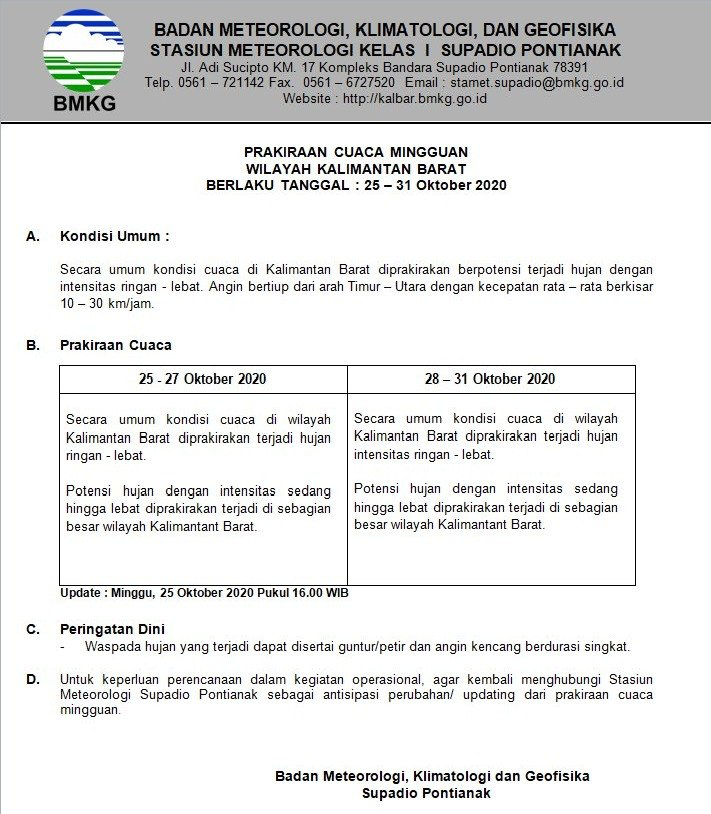 BMKG
BADAN METEOROLOGI, KLIMATOLOGI, DAN GEOFISIKA
STASIUN METEOROLOGI KELAS I SUPADIO PONTIANAK
Jl. Adi Sucipto KM. 17 Kompleks Bandara Supadio Pontianak 78391
Telp. 0561 – 721142 Fax. 0561 – 6727520 Email : stamet.supadio@bmkg.go.id
Website : http://kalbar.bmkg.go.id
PRAKIRAAN CUACA MINGGUAN
WILAYAH KALIMANTAN BARAT
BERLAKU TANGGAL : 25 – 31 Oktober 2020
A. Kondisi Umum :
Secara umum kondisi cuaca di Kalimantan Barat diprakirakan berpotensi terjadi hujan dengan
intensitas ringan - lebat. Angin bertiup dari arah Timur – Utara dengan kecepatan rata – rata berkisar
10 – 30 km/jam.
B. Prakiraan Cuaca
25 - 27 Oktober 2020
Secara umum kondisi cuaca di wilayah
Kalimantan Barat diprakirakan terjadi hujan
ringan - lebat.
Potensi hujan dengan intensitas sedang
hingga lebat diprakirakan terjadi di sebagian
besar wilayah Kalimantant Barat.
28 – 31 Oktober 2020
Secara umum kondisi cuaca di wilayah
Kalimantan Barat diprakirakan terjadi hujan
intensitas ringan - lebat.
Potensi hujan dengan intensitas sedang
hingga lebat diprakirakan terjadi di sebagian
besar wilayah Kalimantant Barat.
Update : Minggu, 25 Oktober 2020 Pukul 16.00 WIB
C. Peringatan Dini
- Waspada hujan yang terjadi dapat disertai guntur/petir dan angin kencang berdurasi singkat.
D. Untuk keperluan perencanaan dalam kegiatan operasional, agar kembali menghubungi Stasiun
Meteorologi Supadio Pontianak sebagai antisipasi perubahan/ updating dari prakiraan cuaca
mingguan.
Badan Meteorologi, Klimatologi dan Geofisika
Supadio Pontianak